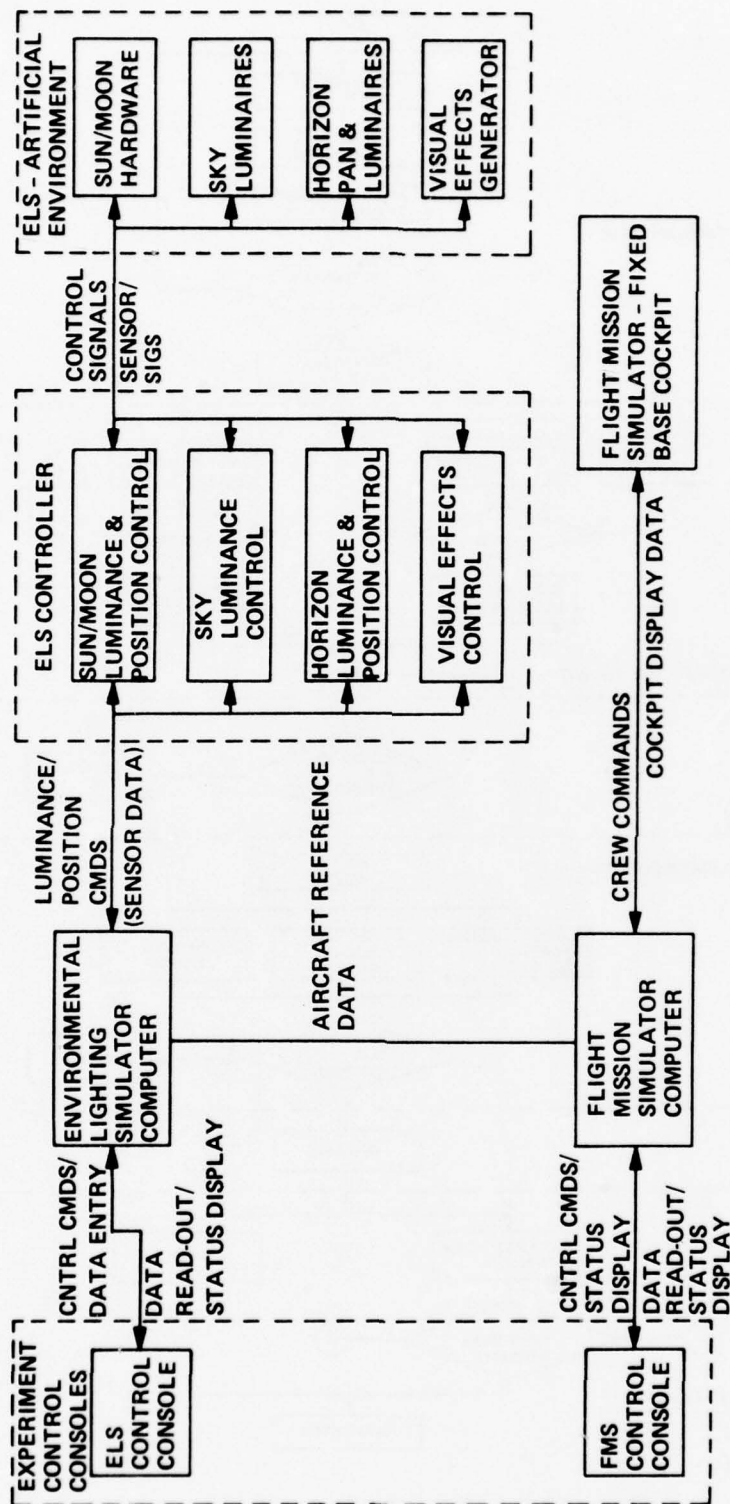 EXPERIMENT
CONTROL
CONSOLES
ELS
CONTROL
CONSOLE
FMS
CONTROL
CONSOLE
CNTRL CMDS/
DATA ENTRY
DATA
READ-OUT/
STATUS DISPLAY
CNTRL CMDS/
STATUS
DISPLAY
DATA
READ-OUT/
STATUS
DISPLAY
ENVIRONMENTAL
LIGHTING
SIMULATOR
COMPUTER
AIRCRAFT REFERENCE
DATA
FLIGHT
MISSION
SIMULATOR
COMPUTER
LUMINANCE/
POSITION
CMDS
(SENSOR DATA)
CREW COMMANDS
COCKPIT DISPLAY DATA
ELS CONTROLLER
SUN/MOON
LUMINANCE &
POSITION CONTROL
SKY
LUMINANCE
CONTROL
HORIZON
LUMINANCE &
POSITION CONTROL
VISUAL EFFECTS
CONTROL
CONTROL
SIGNALS
SENSOR/
SIGS
ELS - ARTIFICIAL
ENVIRONMENT
SUN/MOON
HARDWARE
SKY
LUMINAIRES
HORIZON
PAN &
LUMINAIRES
VISUAL
EFFECTS
GENERATOR
FLIGHT MISSION
SIMULATOR - FIXED
BASE COCKPIT